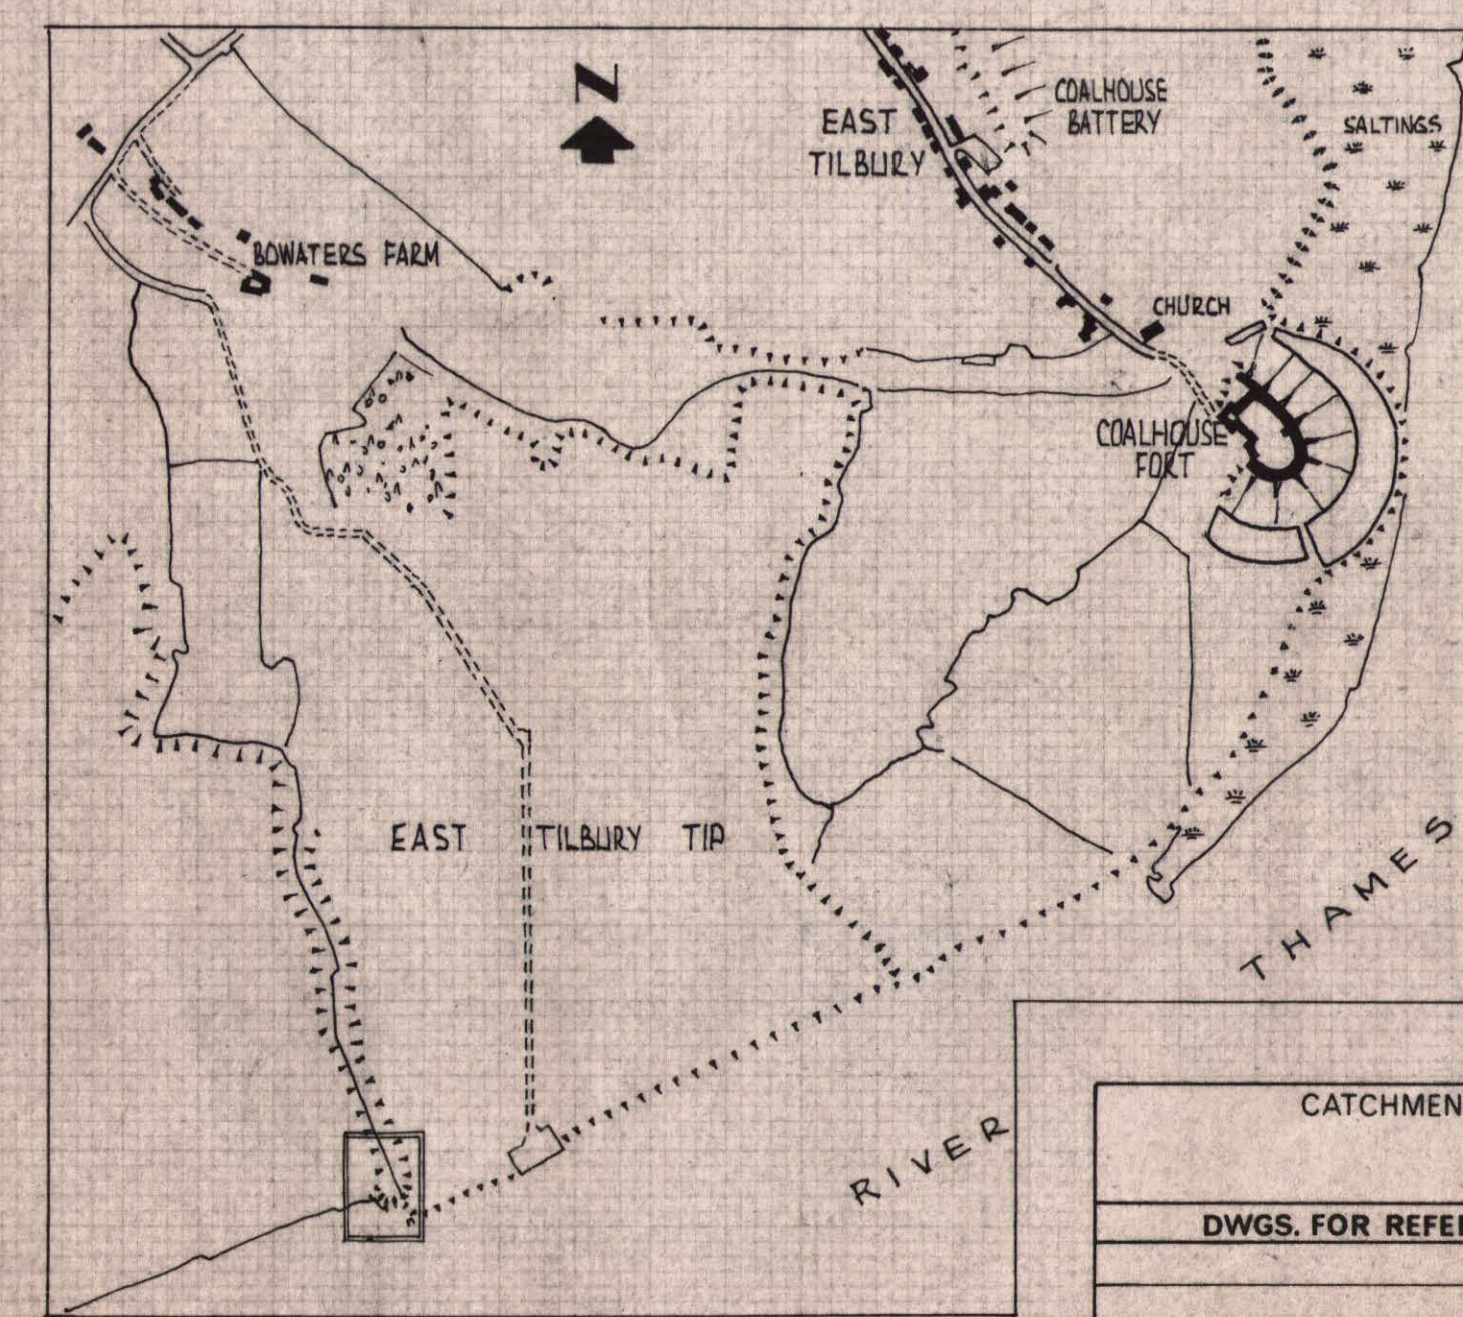 N
COALHOUSE
BATTERY
EAST
TILBURY
SALTINGS
BOWATERS FARM
CHURCH
COALHOUSE
FORT
EAST TILBURY TIP
RIVER THAMES
CATCHMEN
DWGS. FOR REFE